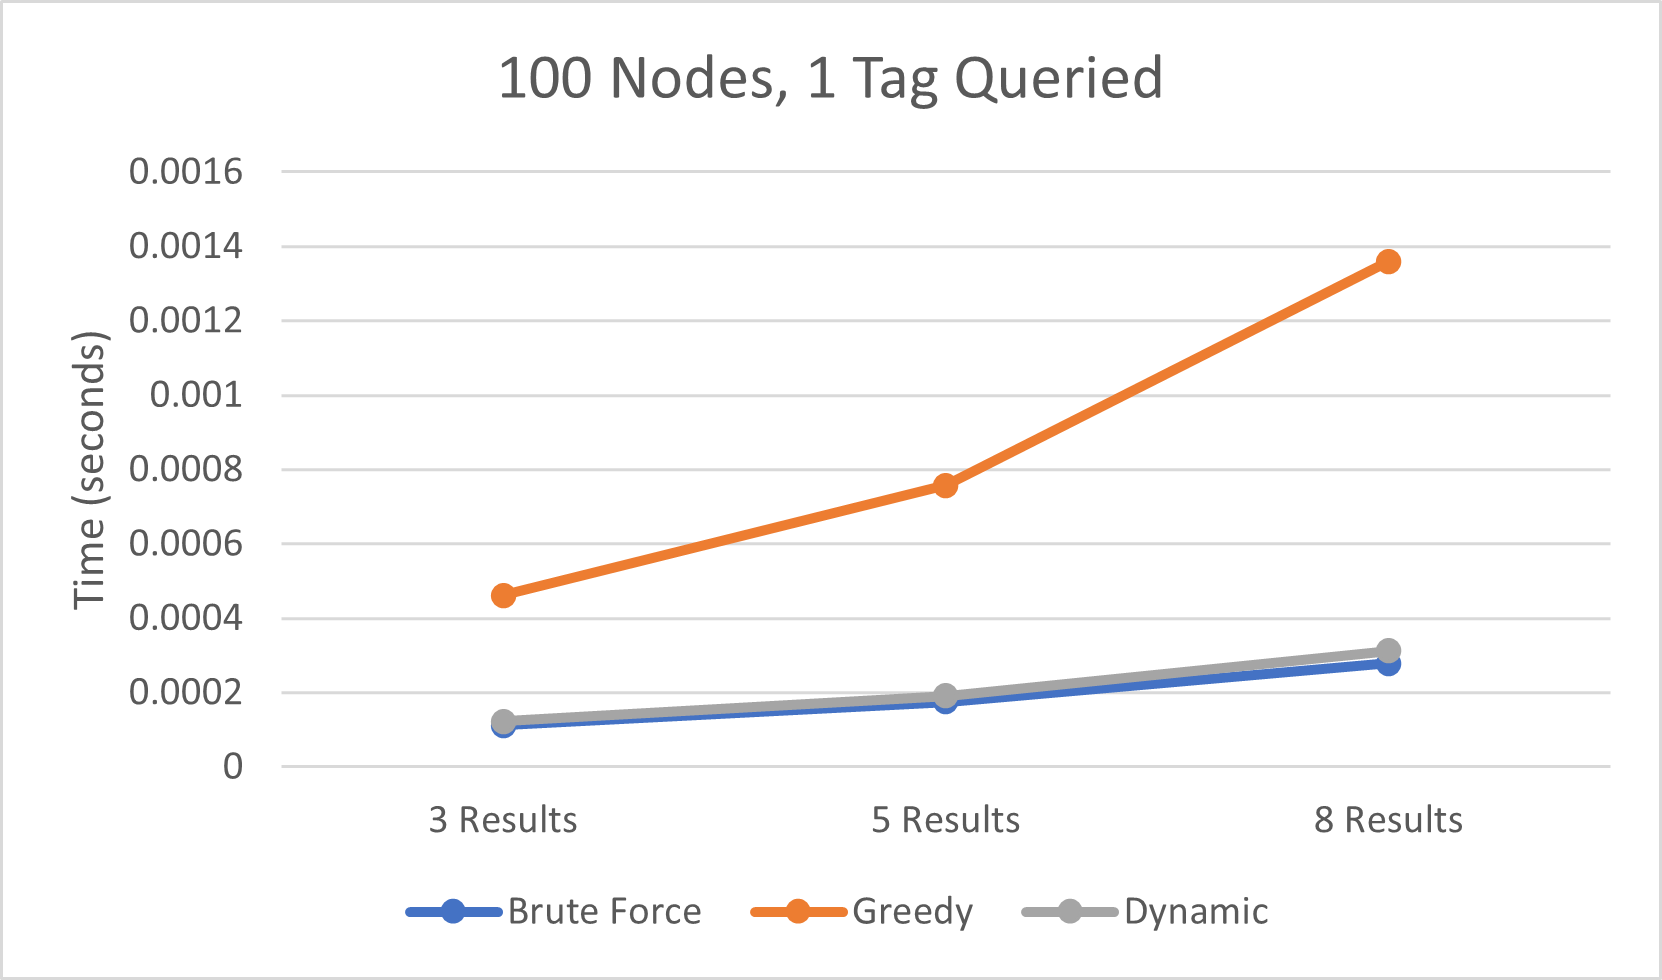 100 Nodes, 1 Tag Queried
Time (seconds)
0.0016
0.0014
0.0012
0.001
0.0008
0.0006
0.0004
0.0002
0
3 Results
5 Results
8 Results
Brute Force
Greedy
Dynamic